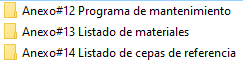 Anexo#12 Programa de mantenimiento
Anexo#13 Listado de materiales
Anexo#14 Listado de cepas de referencia